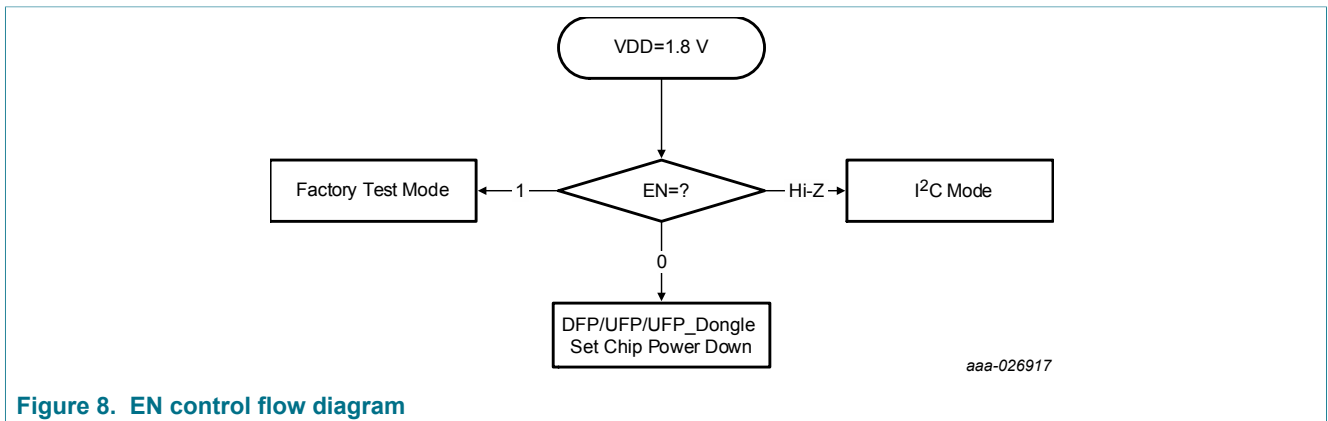 VDD=1.8 V
Factory Test Mode
1
EN=?
Hi-Z
I2C Mode
0
DFP/UFP/UFP_Dongle
Set Chip Power Down
aaa-026917
Figure 8. EN control flow diagram